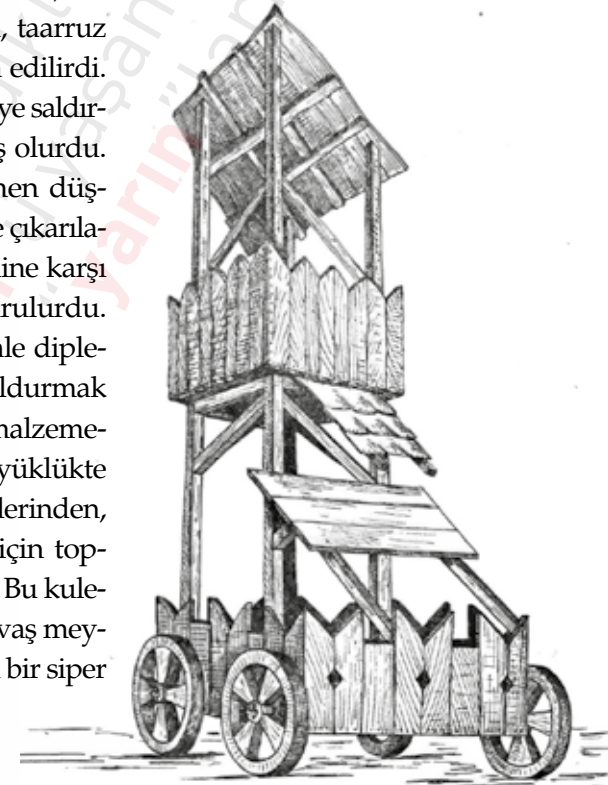 , taarruz
edilirdi.
ye saldır-
ş olurdu.
nen düş-
e çıkarıla-
ine karşı
rulurdu.
le diple-
ldurmak
nalzeme-
yüklükte
lerinden,
için top-
Bu kule-
vaş mey-
bir siper
yarın